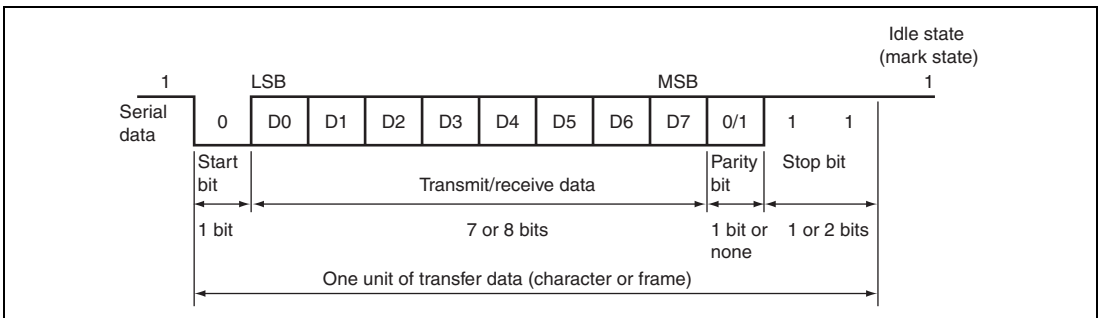 Idle state
(mark state)
1 LSB MSB 1
Serial
data
0 D0 D1 D2 D3 D4 D5 D6 D7 0/1 1 1
Start
bit
Transmit/receive data
Parity
bit
Stop bit
1 bit
7 or 8 bits
1 bit or
none
1 or 2 bits
One unit of transfer data (character or frame)